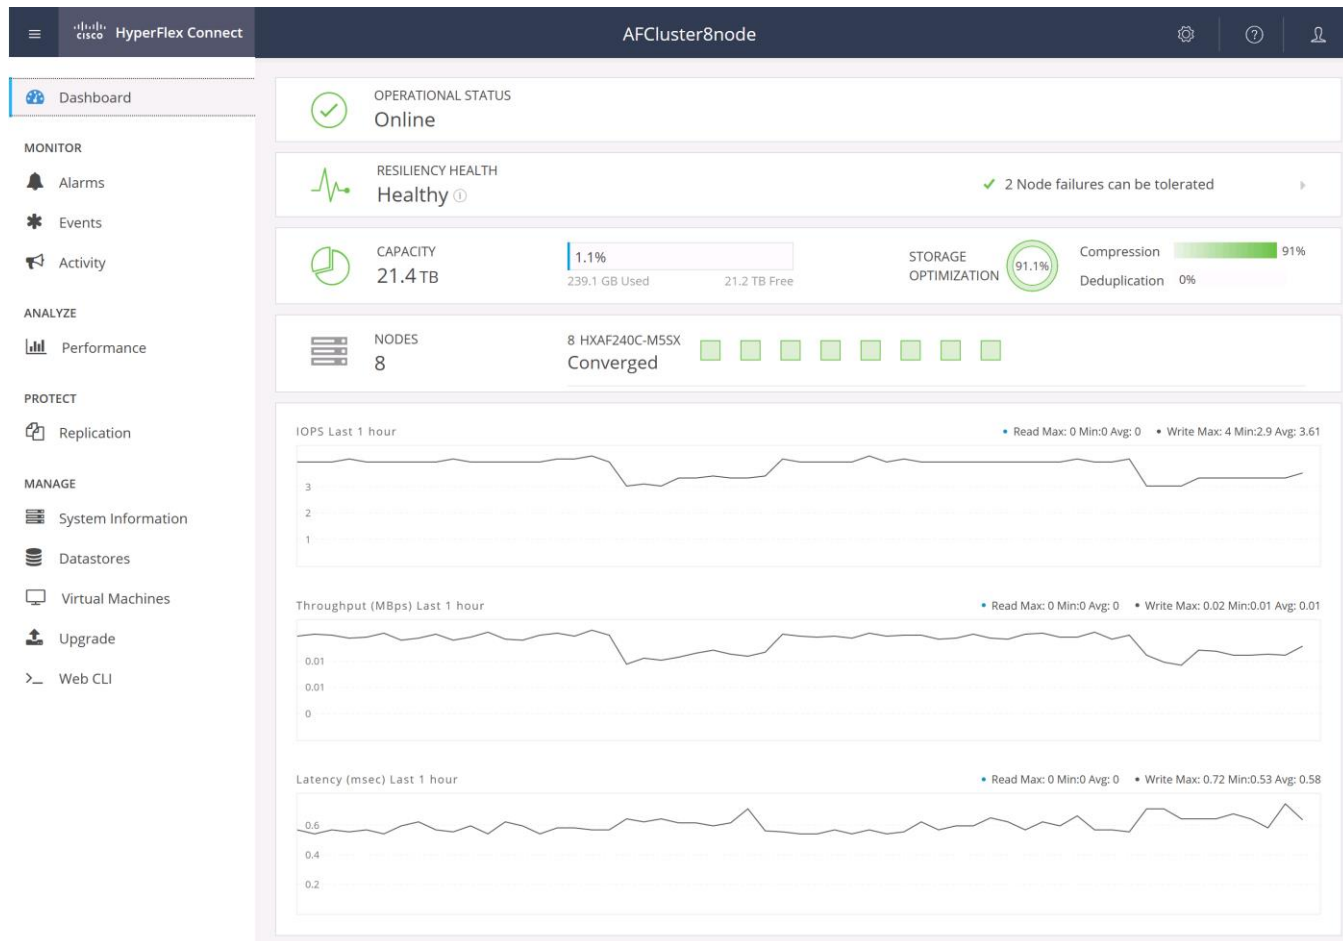 cisco HyperFlex Connect
AFCluster8node
Dashboard
MONITOR
Alarms
Events
Activity
ANALYZE
Performance
PROTECT
Replication
MANAGE
System Information
Datastores
Virtual Machines
Upgrade
>_ Web CLI
OPERATIONAL STATUS
Online
RESILIENCY HEALTH
Healthy
2 Node failures can be tolerated
CAPACITY
21.4 TB
1.1%
239.1 GB Used 21.2 TB Free
STORAGE
OPTIMIZATION
91.1%
Compression 91%
Deduplication 0%
NODES
8
8 HXAF240C-M5SX
Converged
IOPS Last 1 hour
• Read Max: 0 Min:0 Avg: 0 • Write Max: 4 Min:2.9 Avg: 3.61
3
2
1
Throughput (MBps) Last 1 hour
• Read Max: 0 Min:0 Avg: 0 • Write Max: 0.02 Min:0.01 Avg: 0.01
0.01
0.01
0
Latency (msec) Last 1 hour
• Read Max: 0 Min:0 Avg: 0 • Write Max: 0.72 Min:0.53 Avg: 0.58
0.6
0.4
0.2